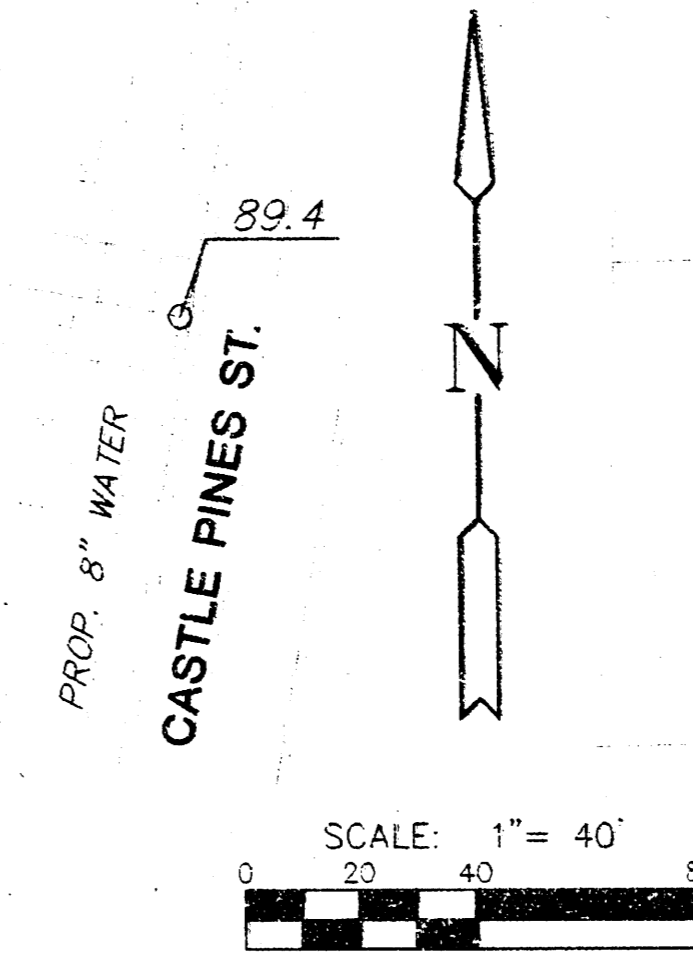 89.4
N
CASTLE PINES ST.
PROP. 8" WATER
SCALE: 1"= 40'
0 20 40